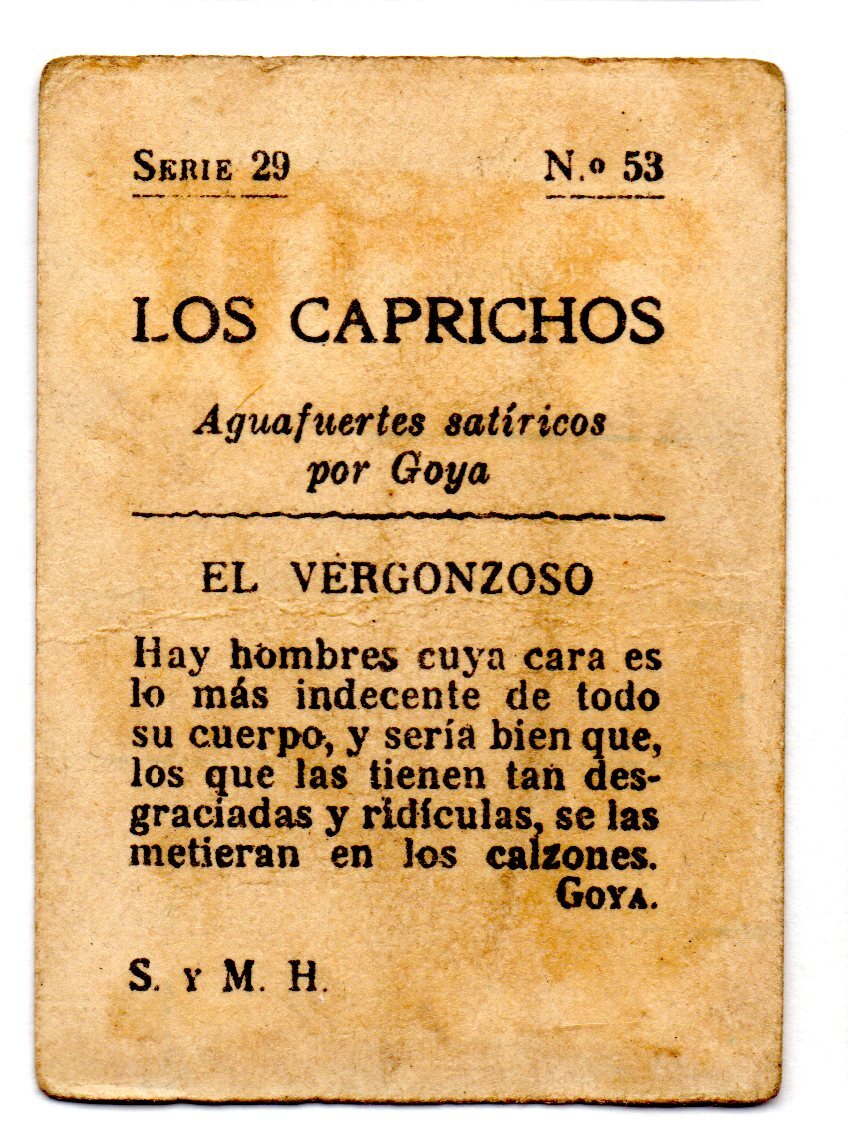 SERIE 29 N.º 53
LOS CAPRICHOS
Aguafuertes satíricos
por Goya
EL VERGONZOSO
Hay hombres cuya cara es
lo más indecente de todo
su cuerpo, y sería bien que,
los que las tienen tan des-
graciadas y ridículas, se las
metieran en los calzones.
GOYA.
S. Y M. H.